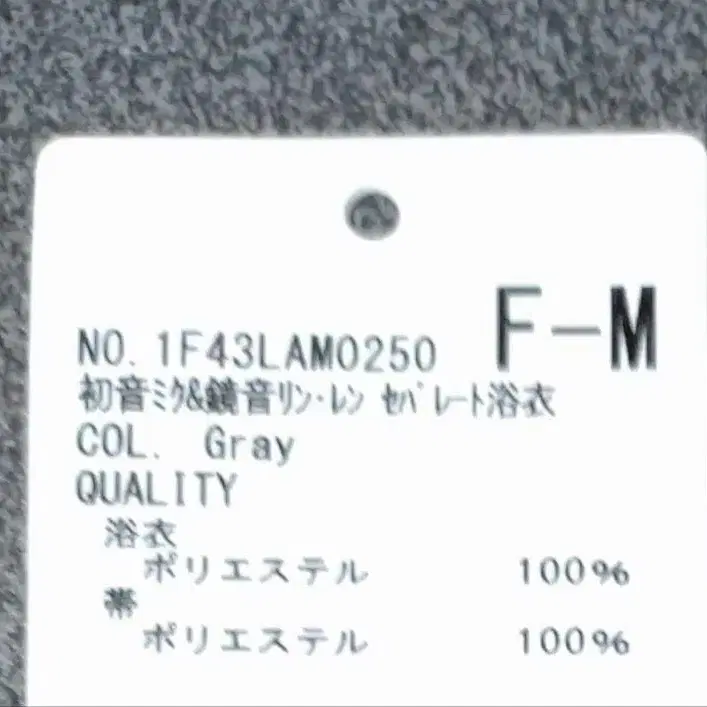 F-M
NO. 1F43LAM0250
初音ﾐｸ&鏡音ﾘﾝ･ﾚﾝ ｾﾊﾟﾚｰﾄ浴衣
COL. Gray
QUALITY
浴衣
ポリエステル 100%
帯
ポリエステル 100%